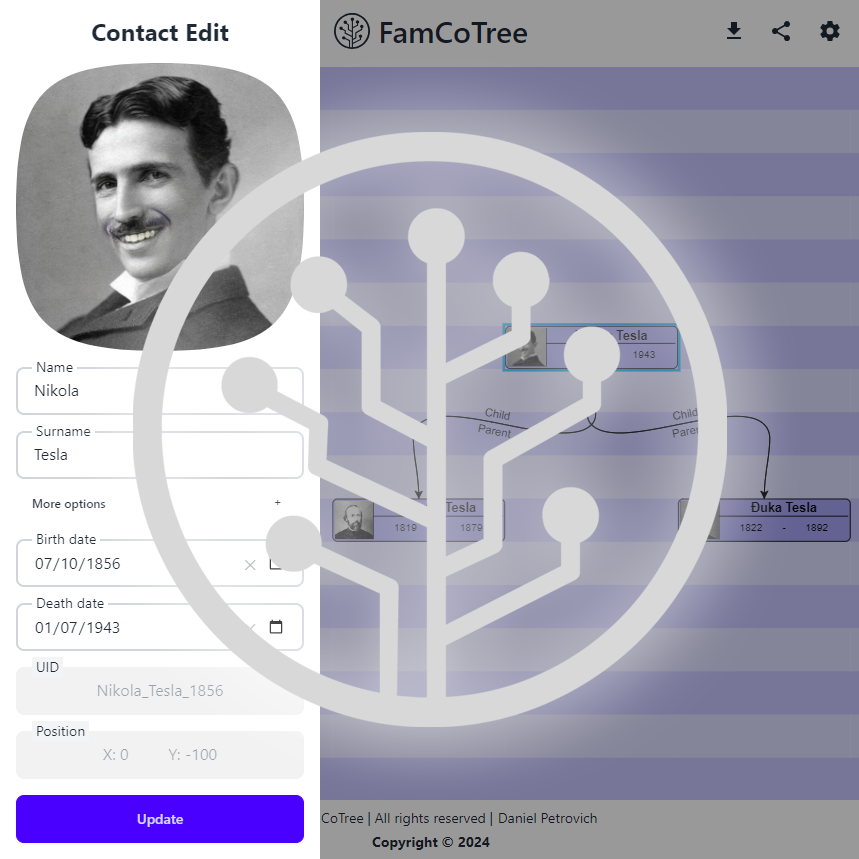 Contact Edit
FamCoTree
Name
Nikola
Surname
Tesla
More options +
Birth date
07/10/1856
Death date
01/07/1943
UID
Nikola_Tesla_1856
Position
X: 0 Y: -100
Update
Tesla
1943
Child
Parent
Child
Parent
Tesla
1819 1879
Đuka Tesla
1822 - 1892
CoTree | All rights reserved | Daniel Petrovich
Copyright © 2024